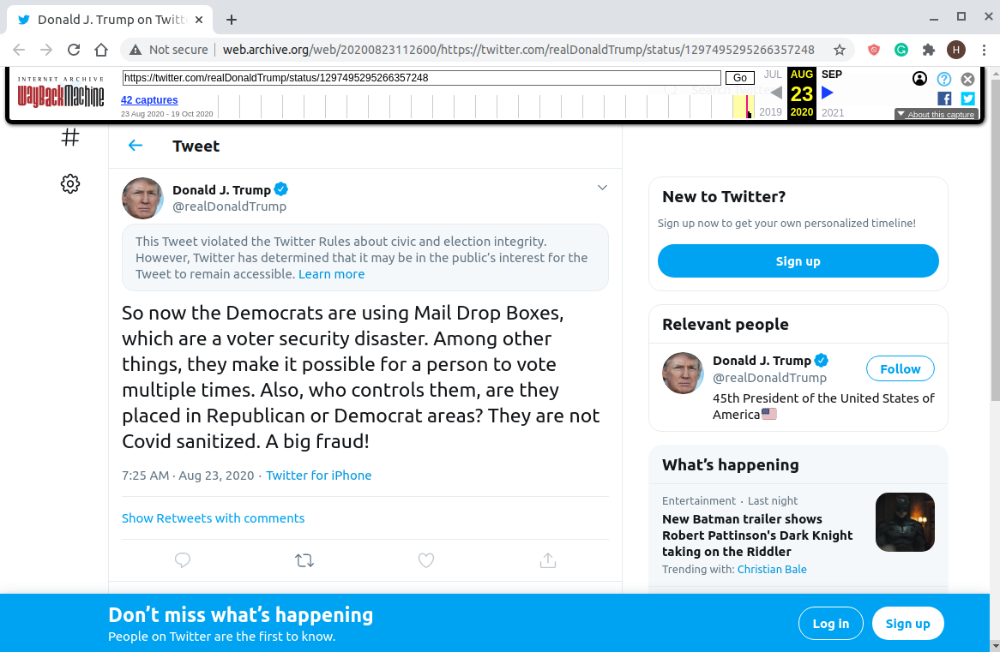 Donald J. Trump on Twitt
Not secure
web.archive.org/web/20200823112600/https://twitter.com/realDonaldTrump/status/1297495295266357248
H
INTERNET ARCHIVE
WayBackMachine
https://twitter.com/realDonaldTrump/status/1297495295266357248
Go
JUL
AUG
SEP
Search Twitte
42 captures
23
23 Aug 2020 - 19 Oct 2020
2019
2020
2021
About this capture
Tweet
Donald J. Trump
@realDonaldTrump
This Tweet violated the Twitter Rules about civic and election integrity.
However, Twitter has determined that it may be in the public’s interest for the
Tweet to remain accessible. Learn more
So now the Democrats are using Mail Drop Boxes,
which are a voter security disaster. Among other
things, they make it possible for a person to vote
multiple times. Also, who controls them, are they
placed in Republican or Democrat areas? They are not
Covid sanitized. A big fraud!
7:25 AM · Aug 23, 2020 · Twitter for iPhone
Show Retweets with comments
New to Twitter?
Sign up now to get your own personalized timeline!
Sign up
Relevant people
Donald J. Trump
@realDonaldTrump
Follow
45th President of the United States of
America🇺🇸
What’s happening
Entertainment · Last night
New Batman trailer shows
Robert Pattinson's Dark Knight
taking on the Riddler
Trending with: Christian Bale
Don’t miss what’s happening
People on Twitter are the first to know.
Log in
Sign up